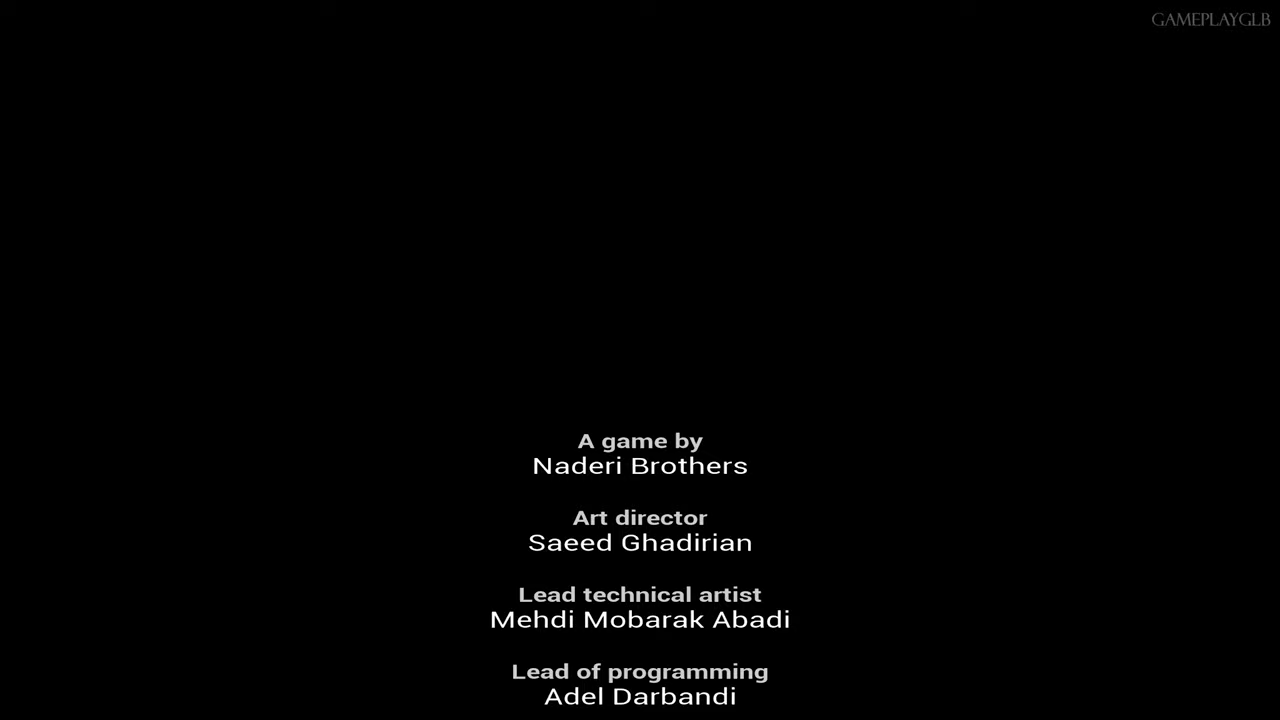 GAMEPLAYGLB
A game by
Naderi Brothers
Art director
Saeed Ghadirian
Lead technical artist
Mehdi Mobarak Abadi
Lead of programming
Adel Darbandi